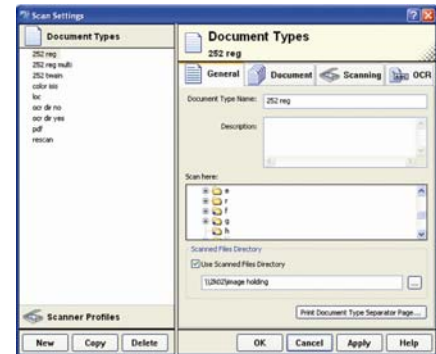 Scan Settings
Document Types
252 reg
252 reg multi
252 twain
color isis
loc
ocr dir no
ocr dir yes
pdf
rescan
Scanner Profiles
New Copy Delete
Document Types
252 reg
General Document Scanning OCR
Document Type Name: 252 reg
Description:
Scan here:
e
r
f
g
h
Scanned Files Directory
Use Scanned Files Directory
image holding ...
Print Document Type Separator Page...
OK Cancel Apply Help